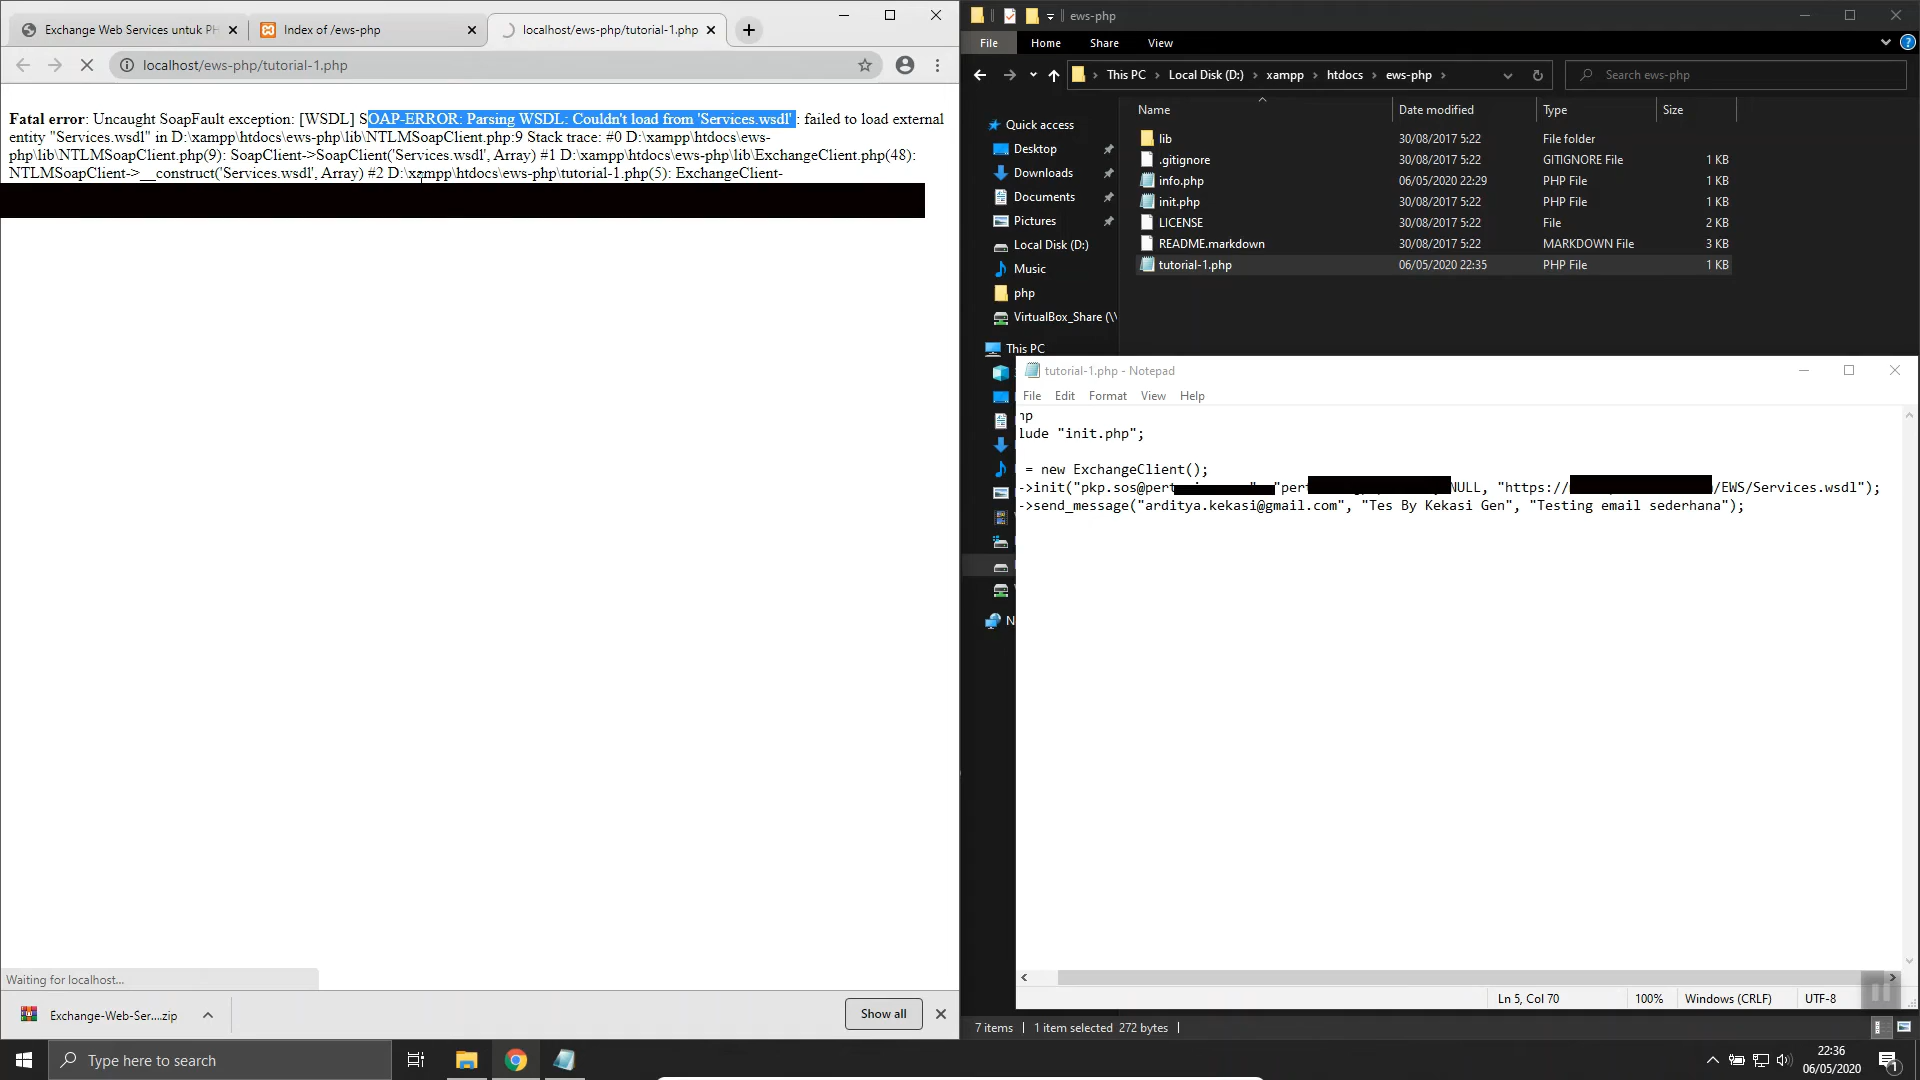 Exchange Web Services untuk PH
Index of /ews-php
localhost/ews-php/tutorial-1.php
localhost/ews-php/tutorial-1.php
Fatal error: Uncaught SoapFault exception: [WSDL] SOAP-ERROR: Parsing WSDL: Couldn't load from 'Services.wsdl' : failed to load external
entity "Services.wsdl" in D:\xampp\htdocs\ews-php\lib\NTLMSoapClient.php:9 Stack trace: #0 D:\xampp\htdocs\ews-
php\lib\NTLMSoapClient.php(9): SoapClient->SoapClient('Services.wsdl', Array) #1 D:\xampp\htdocs\ews-php\lib\ExchangeClient.php(48):
NTLMSoapClient->__construct('Services.wsdl', Array) #2 D:\xampp\htdocs\ews-php\tutorial-1.php(5): ExchangeClient-
Waiting for localhost...
Exchange-Web-Ser....zip
Show all
ews-php
File Home Share View
This PC Local Disk (D:) xampp htdocs ews-php
Search ews-php
Name Date modified Type Size
lib 30/08/2017 5:22 File folder
.gitignore 30/08/2017 5:22 GITIGNORE File 1 KB
info.php 06/05/2020 22:29 PHP File 1 KB
init.php 30/08/2017 5:22 PHP File 1 KB
LICENSE 30/08/2017 5:22 File 2 KB
README.markdown 30/08/2017 5:22 MARKDOWN File 3 KB
tutorial-1.php 06/05/2020 22:35 PHP File 1 KB
Quick access
Desktop
Downloads
Documents
Pictures
Local Disk (D:)
Music
php
VirtualBox_Share (\\
This PC
N
tutorial-1.php - Notepad
File Edit Format View Help
hp
lude "init.php";
= new ExchangeClient();
->init("pkp.sos@pert "pert NULL, "https:// /EWS/Services.wsdl");
->send_message("arditya.kekasi@gmail.com", "Tes By Kekasi Gen", "Testing email sederhana");
Ln 5, Col 70 100% Windows (CRLF) UTF-8
7 items 1 item selected 272 bytes
Type here to search
22:36
06/05/2020
1